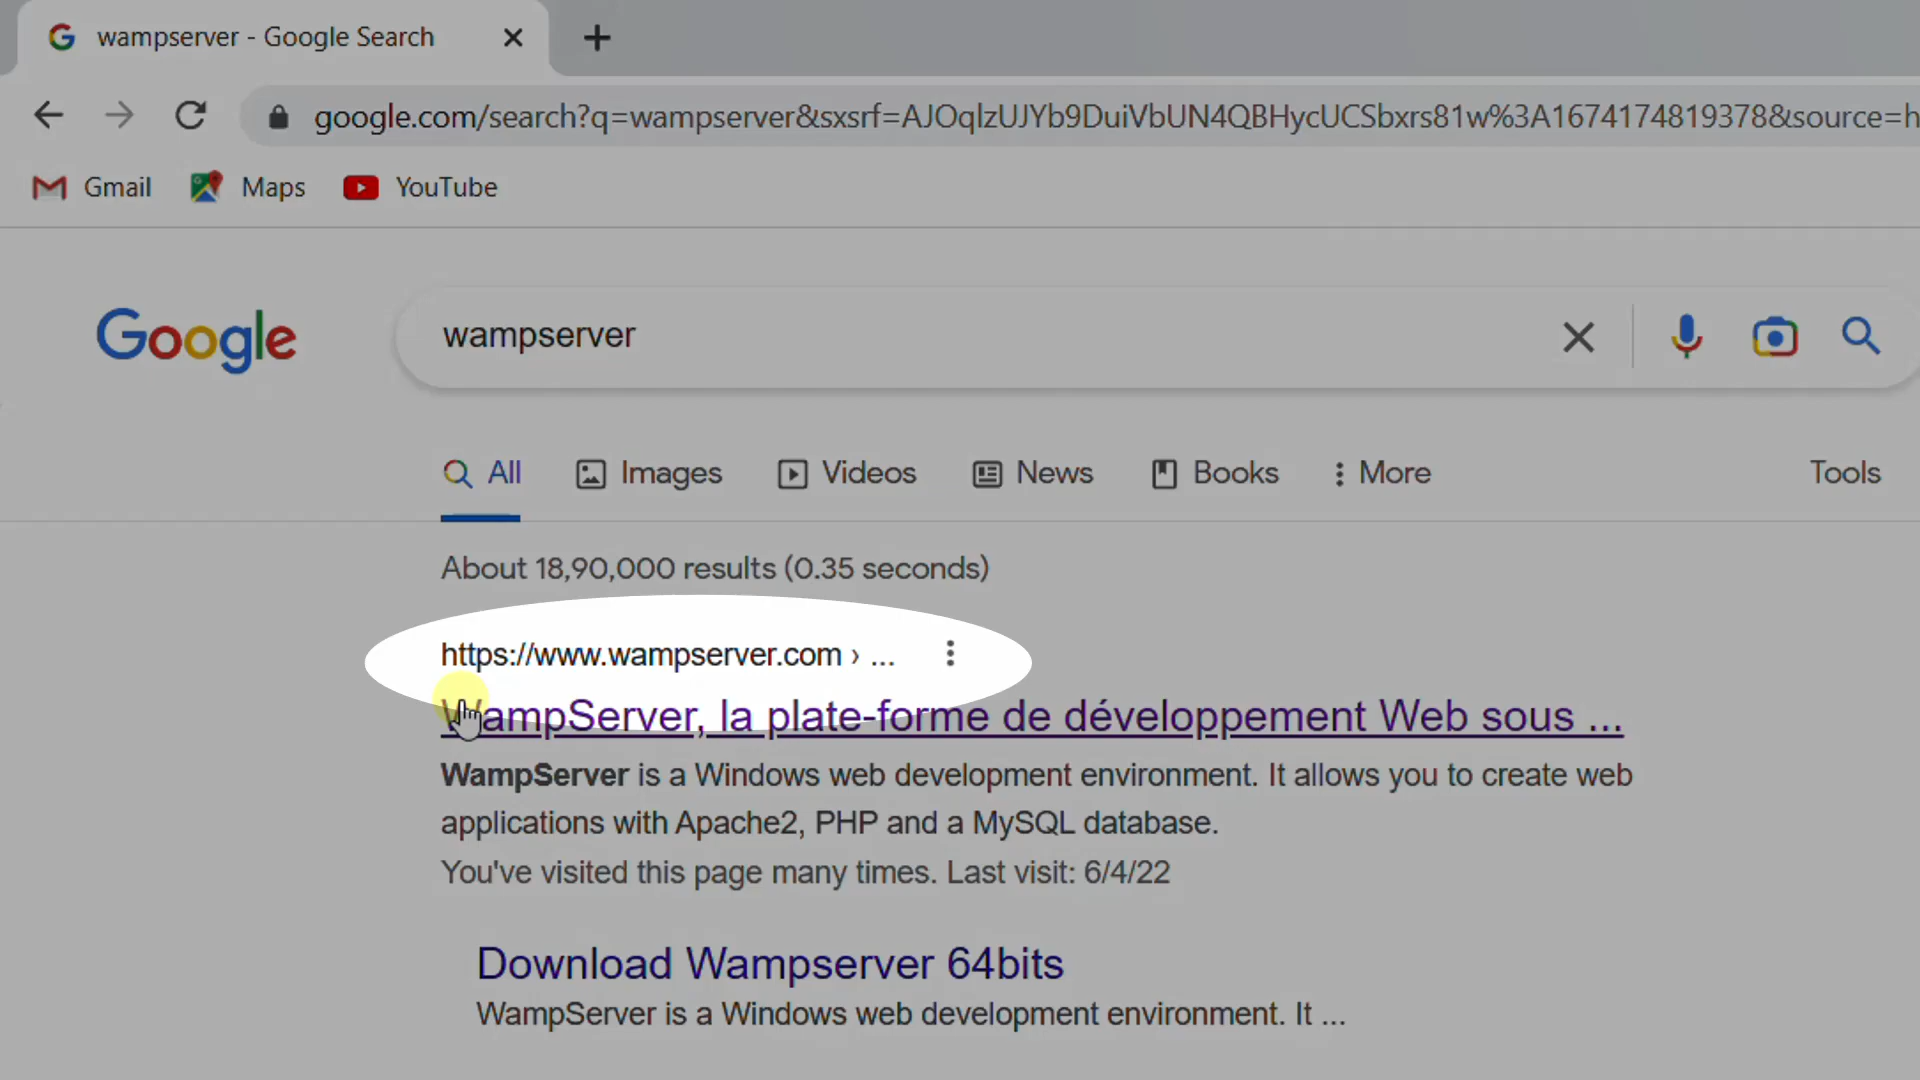 wampserver - Google Search
google.com/search?q=wampserver&sxsrf=AJOqlzUJYb9DuiVbUN4QBHycUCSbxrs81w%3A1674174819378&source=h
Gmail Maps YouTube
Google wampserver
All Images Videos News Books More Tools
About 18,90,000 results (0.35 seconds)
https://www.wampserver.com › ...
WampServer, la plate-forme de développement Web sous ...
WampServer is a Windows web development environment. It allows you to create web
applications with Apache2, PHP and a MySQL database.
You've visited this page many times. Last visit: 6/4/22
Download Wampserver 64bits
WampServer is a Windows web development environment. It ...